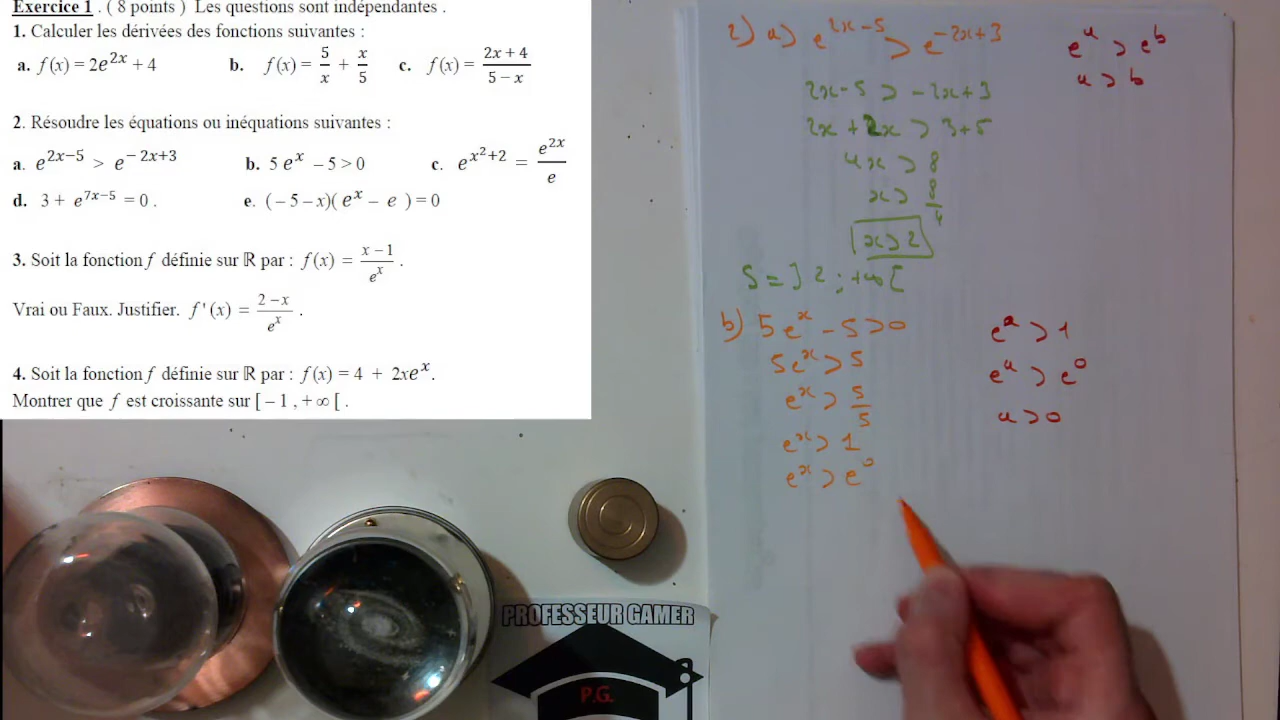 Exercice 1 . ( 8 points ) Les questions sont indépendantes .
1. Calculer les dérivées des fonctions suivantes :
a. f(x) = 2e^{2x} + 4 b. f(x) = 5/x + x/5 c. f(x) = (2x + 4)/(5 − x)
2. Résoudre les équations ou inéquations suivantes :
a. e^{2x−5} > e^{−2x+3} b. 5 e^x − 5 > 0 c. e^{x²+2} = e^{2x}/e
d. 3 + e^{7x−5} = 0 . e. (− 5 − x)( e^x − e ) = 0
3. Soit la fonction f définie sur ℝ par : f(x) = (x − 1)/e^x .
Vrai ou Faux. Justifier. f '(x) = (2 − x)/e^x .
4. Soit la fonction f définie sur ℝ par : f(x) = 4 + 2xe^x.
Montrer que f est croissante sur [ − 1 , + ∞ [ .
2) a) e^{2x−5} > e^{−2x+3}
2x−5 > −2x+3
2x + 2x > 3+5
4x > 8
x > 8/4
x > 2
S = ] 2 ; +∞ [
e^a > e^b
a > b
b) 5e^x − 5 > 0
5e^x > 5
e^x > 5/5
e^x > 1
e^x > e^0
e^a > 1
e^a > e^0
a > 0
PROFESSEUR GAMER
P.G.